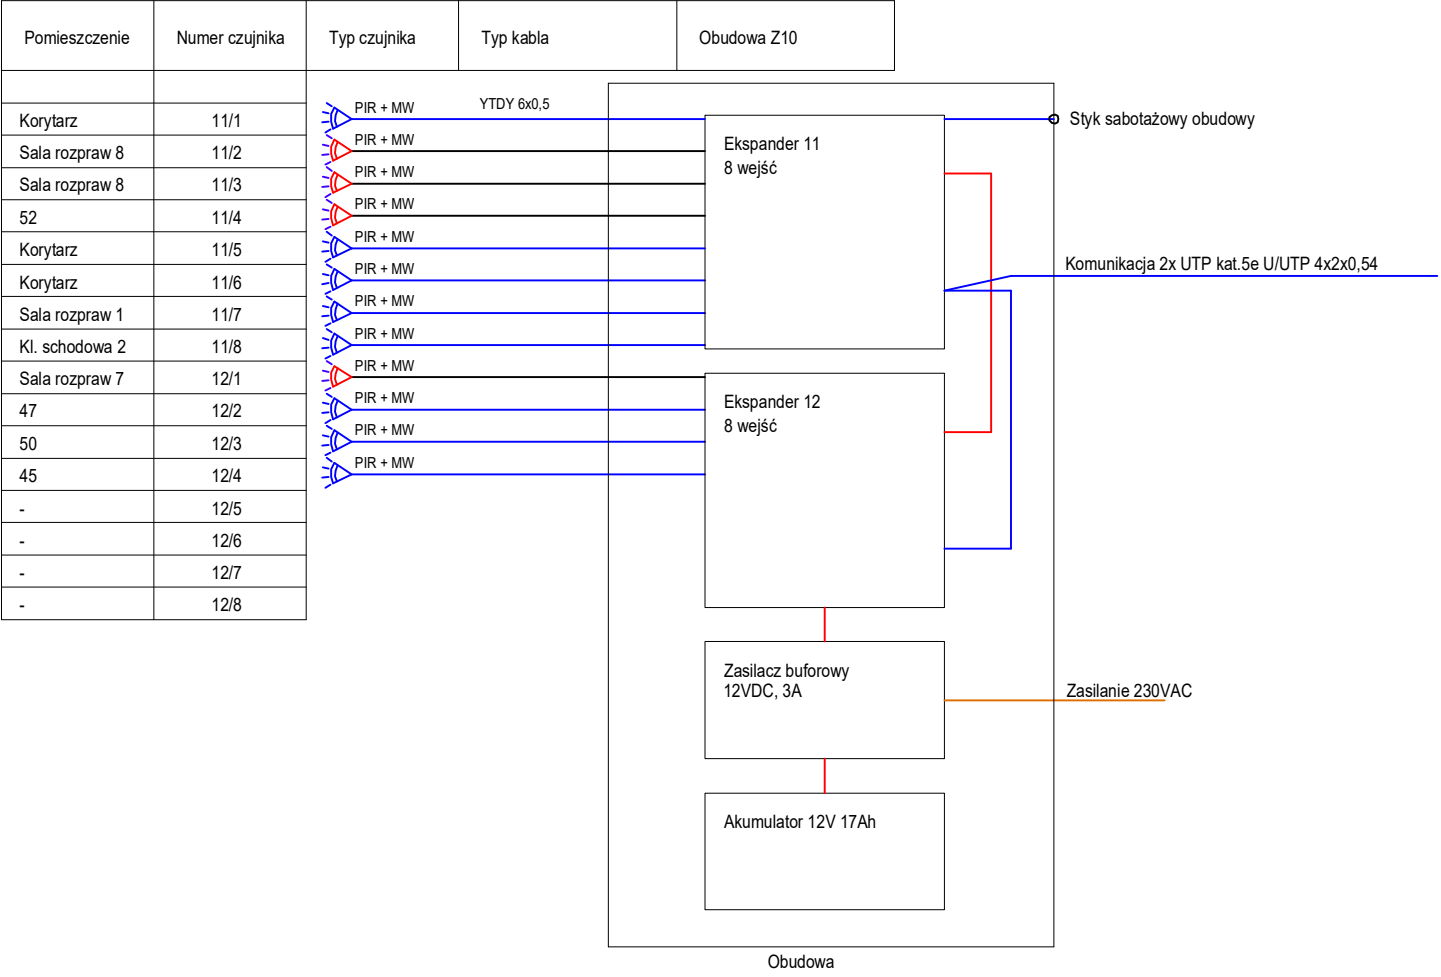 Pomieszczenie Numer czujnika Typ czujnika Typ kabla Obudowa Z10
PIR + MW YTDY 6x0,5
Korytarz 11/1 Styk sabotażowy obudowy
PIR + MW Ekspander 11
Sala rozpraw 8 11/2
8 wejść
PIR + MW
Sala rozpraw 8 11/3
PIR + MW
52 11/4
PIR + MW
Korytarz 11/5
PIR + MW Komunikacja 2x UTP kat.5e U/UTP 4x2x0,54
Korytarz 11/6
PIR + MW
Sala rozpraw 1 11/7
PIR + MW
Kl. schodowa 2 11/8
PIR + MW
Sala rozpraw 7 12/1
PIR + MW Ekspander 12
47 12/2
8 wejść
PIR + MW
50 12/3
PIR + MW
45 12/4
- 12/5
- 12/6
- 12/7
- 12/8
Zasilacz buforowy
12VDC, 3A Zasilanie 230VAC
Akumulator 12V 17Ah
Obudowa